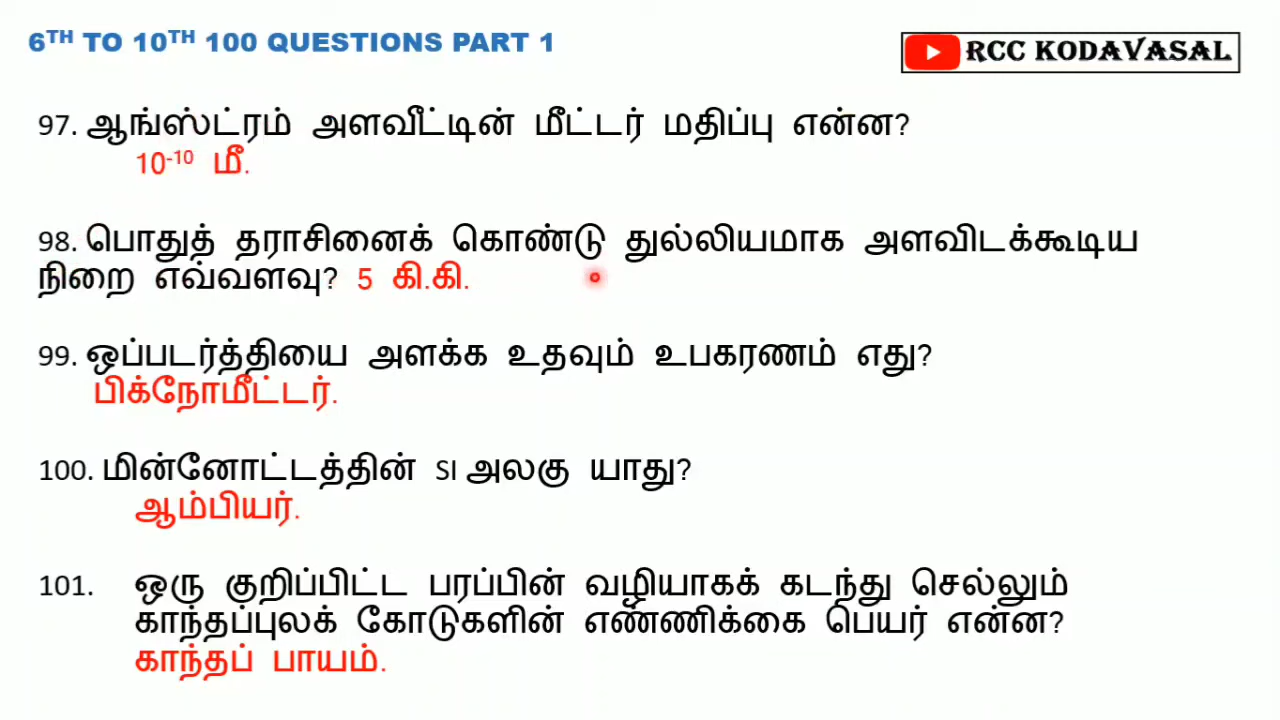 6TH TO 10TH 100 QUESTIONS PART 1
RCC KODAVASAL
97. ஆங்ஸ்ட்ரம் அளவீட்டின் மீட்டர் மதிப்பு என்ன?
10-10 மீ.
98. பொதுத் தராசினைக் கொண்டு துல்லியமாக அளவிடக்கூடிய
நிறை எவ்வளவு? 5 கி.கி.
99. ஒப்படர்த்தியை அளக்க உதவும் உபகரணம் எது?
பிக்நோமீட்டர்.
100. மின்னோட்டத்தின் SI அலகு யாது?
ஆம்பியர்.
101. ஒரு குறிப்பிட்ட பரப்பின் வழியாகக் கடந்து செல்லும்
காந்தப்புலக் கோடுகளின் எண்ணிக்கை பெயர் என்ன?
காந்தப் பாயம்.